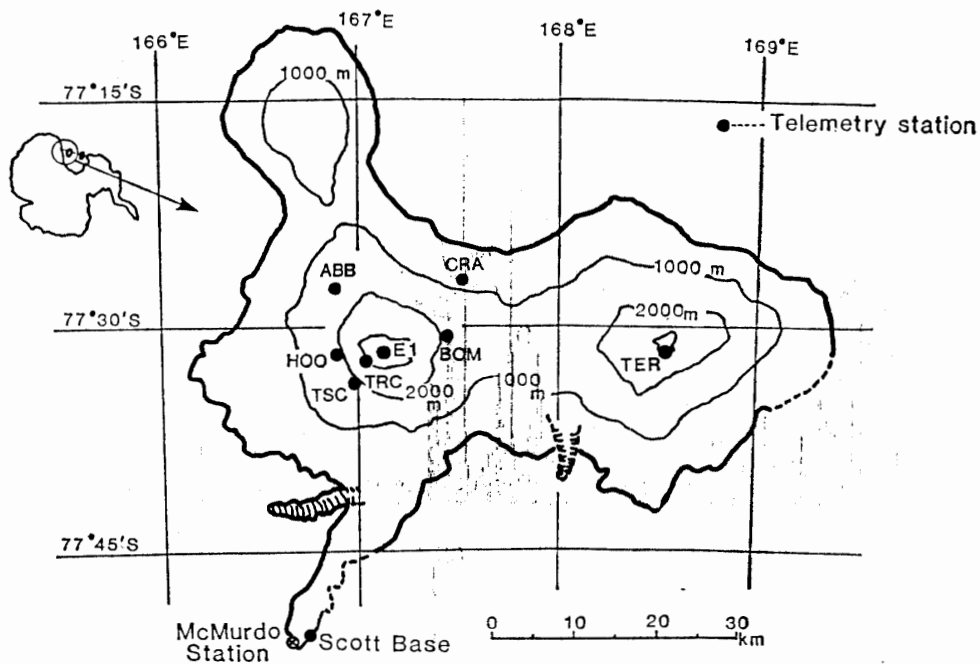 166°E
167°E
168°E
169°E
77°15'S
1000 m
Telemetry station
ABB
CRA
1000 m
77°30'S
2000m
HOO
E1
BOM
TER
TSC
TRC
2000 m
1000 m
77°45'S
McMurdo
Station
Scott Base
0 10 20 30
km